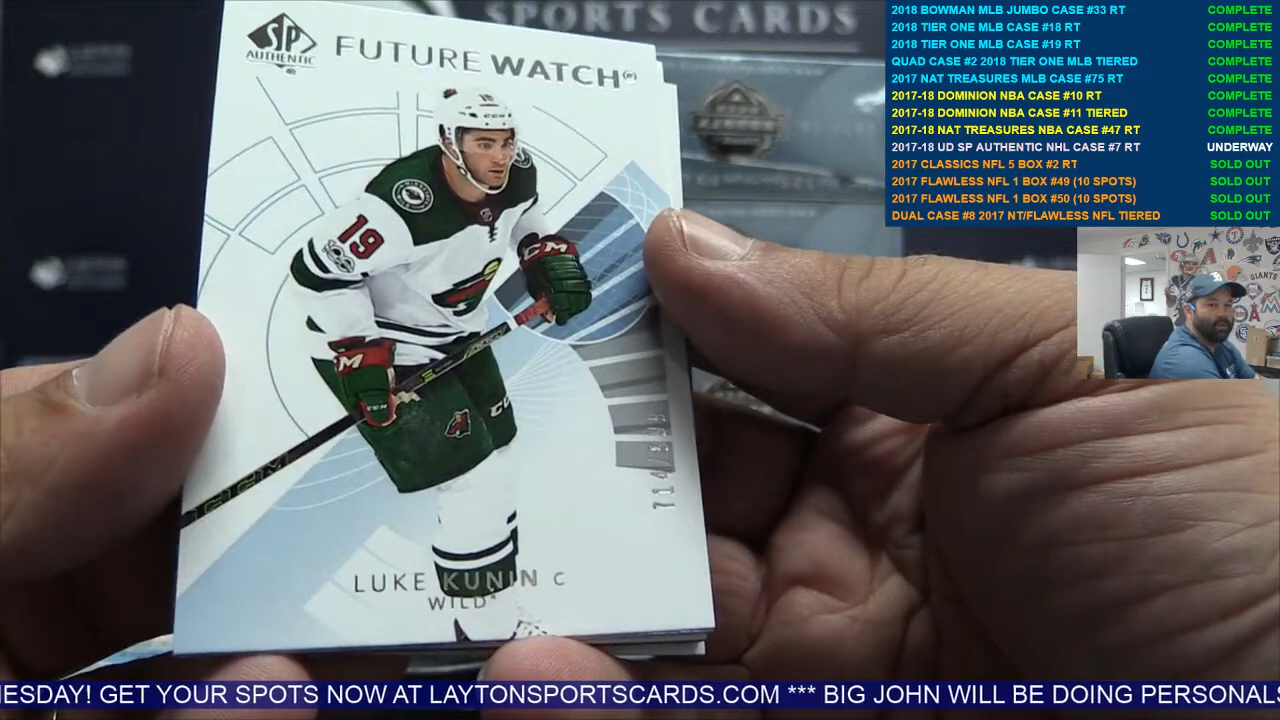 SPORTS CARDS
SP
AUTHENTIC
FUTURE WATCH
19
19
CCM
CCM
CCM
LUKE KUNIN C
WILD
714/999
2018 BOWMAN MLB JUMBO CASE #33 RT COMPLETE
2018 TIER ONE MLB CASE #18 RT COMPLETE
2018 TIER ONE MLB CASE #19 RT COMPLETE
QUAD CASE #2 2018 TIER ONE MLB TIERED COMPLETE
2017 NAT TREASURES MLB CASE #75 RT COMPLETE
2017-18 DOMINION NBA CASE #10 RT COMPLETE
2017-18 DOMINION NBA CASE #11 TIERED COMPLETE
2017-18 NAT TREASURES NBA CASE #47 RT COMPLETE
2017-18 UD SP AUTHENTIC NHL CASE #7 RT UNDERWAY
2017 CLASSICS NFL 5 BOX #2 RT SOLD OUT
2017 FLAWLESS NFL 1 BOX #49 (10 SPOTS) SOLD OUT
2017 FLAWLESS NFL 1 BOX #50 (10 SPOTS) SOLD OUT
DUAL CASE #8 2017 NT/FLAWLESS NFL TIERED SOLD OUT
GIANTS
NESDAY! GET YOUR SPOTS NOW AT LAYTONSPORTSCARDS.COM *** BIG JOHN WILL BE DOING PERSONALS